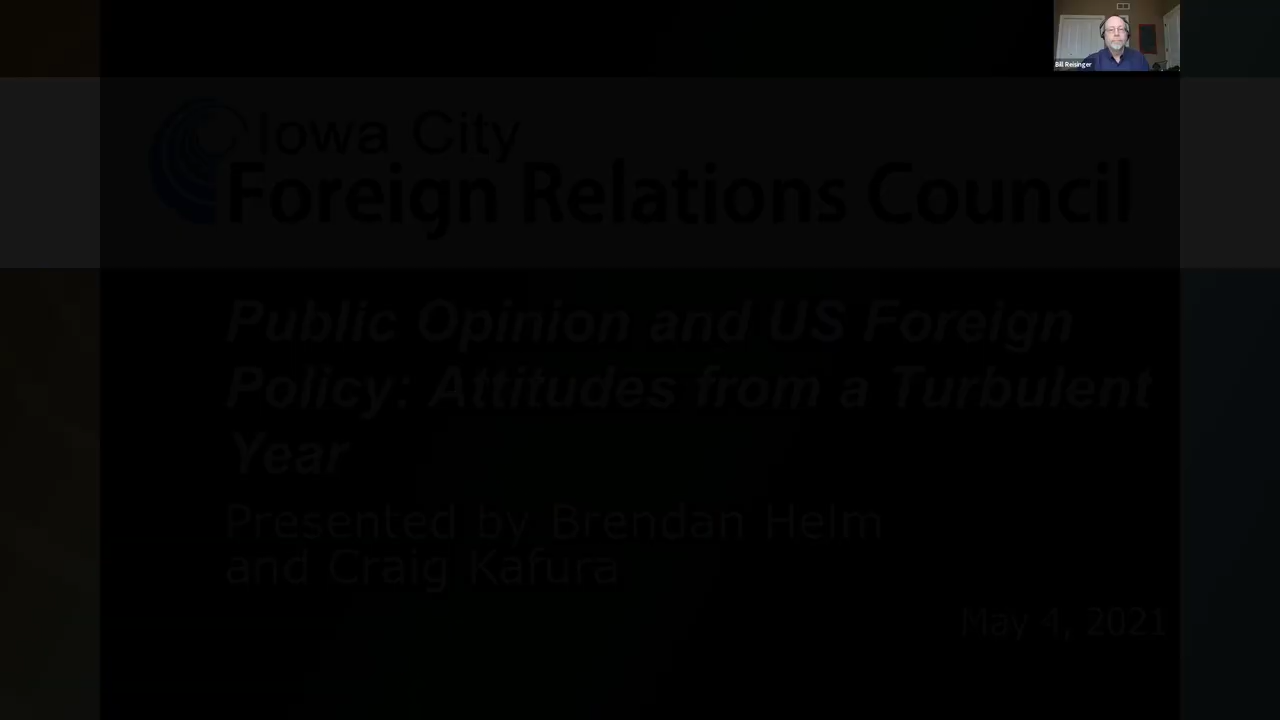 Bill Reisinger
Iowa City
Foreign Relations Council
Public Opinion and US Foreign
Policy: Attitudes from a Turbulent
Year
Presented by Brendan Helm
and Craig Kafura
May 4, 2021